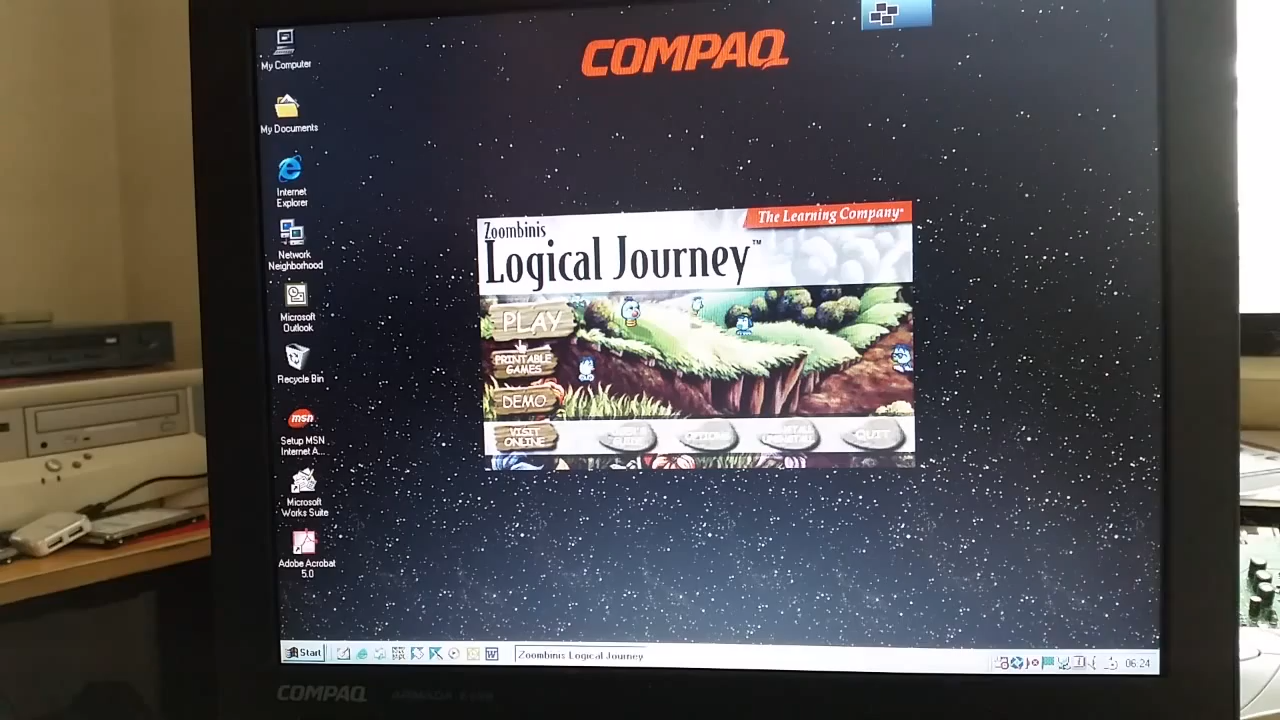 COMPAQ
My Computer
My Documents
Internet
Explorer
Network
Neighborhood
Microsoft
Outlook
Recycle Bin
msn
Setup MSN
Internet A...
Microsoft
Works Suite
Adobe Acrobat
5.0
The Learning Company
Zoombinis
Logical Journey™
PLAY
PRINTABLE
GAMES
DEMO
VISIT
ONLINE
QUIT
Start
Zoombinis Logical Journey
06:24
COMPAQ
ARMADA